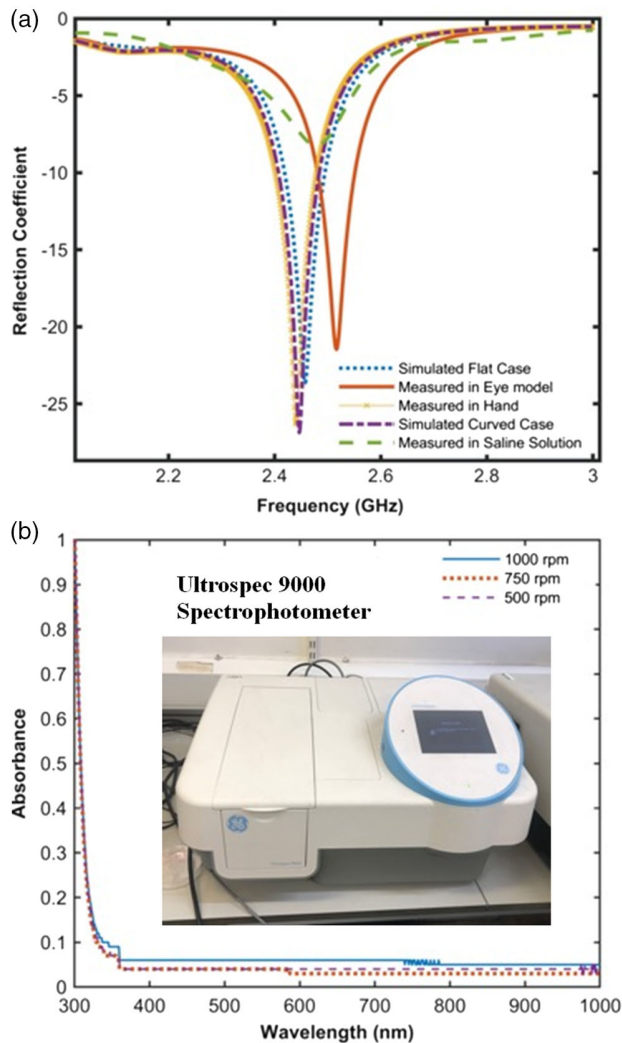 (a)
0
-5
-10
-15
-20
-25
Reflection Coefficient
Simulated Flat Case
Measured in Eye model
Measured in Hand
Simulated Curved Case
Measured in Saline Solution
2.2
2.4
2.6
2.8
3
Frequency (GHz)
(b)
1
0.9
0.8
0.7
0.6
0.5
0.4
0.3
0.2
0.1
0
Absorbance
1000 rpm
750 rpm
500 rpm
Ultrospec 9000
Spectrophotometer
300
400
500
600
700
800
900
1000
Wavelength (nm)